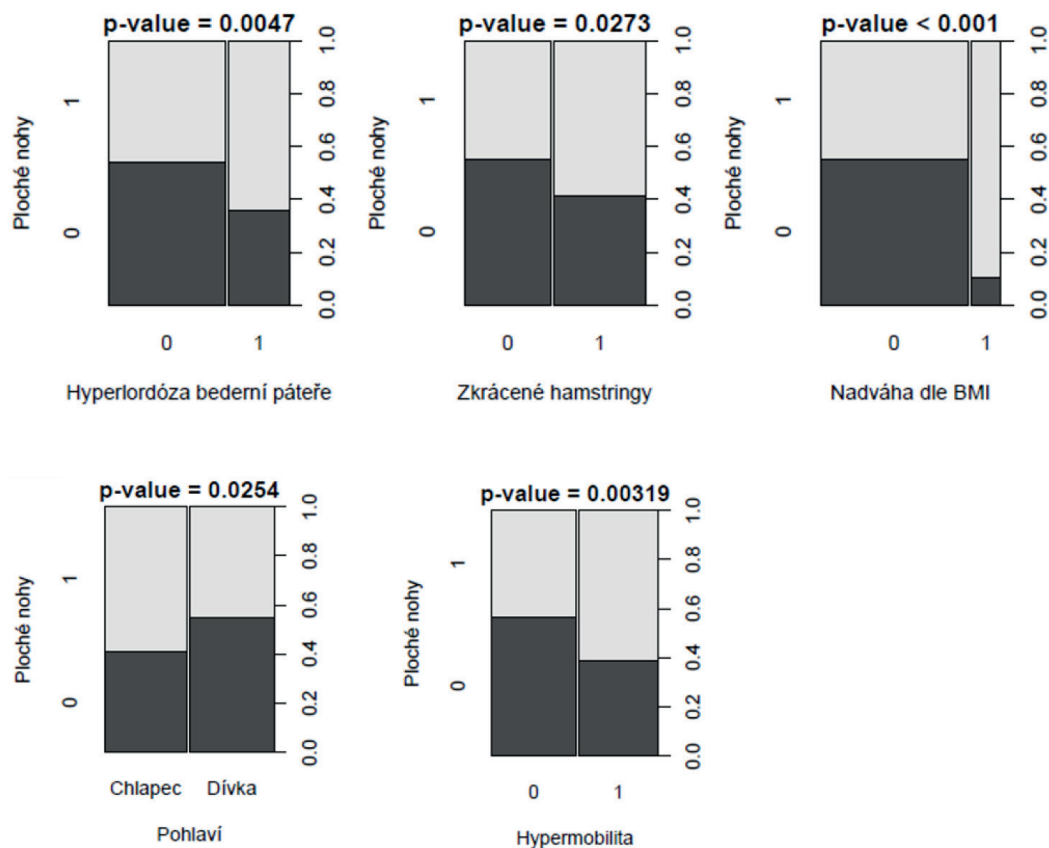 p-value = 0.0047
Ploché nohy
1
0
0.0 0.2 0.4 0.6 0.8 1.0
0 1
Hyperlordóza bederní páteře
p-value = 0.0273
Ploché nohy
1
0
0.0 0.2 0.4 0.6 0.8 1.0
0 1
Zkrácené hamstringy
p-value < 0.001
Ploché nohy
1
0
0.0 0.2 0.4 0.6 0.8 1.0
0 1
Nadváha dle BMI
p-value = 0.0254
Ploché nohy
1
0
0.0 0.2 0.4 0.6 0.8 1.0
Chlapec Dívka
Pohlaví
p-value = 0.00319
Ploché nohy
1
0
0.0 0.2 0.4 0.6 0.8 1.0
0 1
Hypermobilita